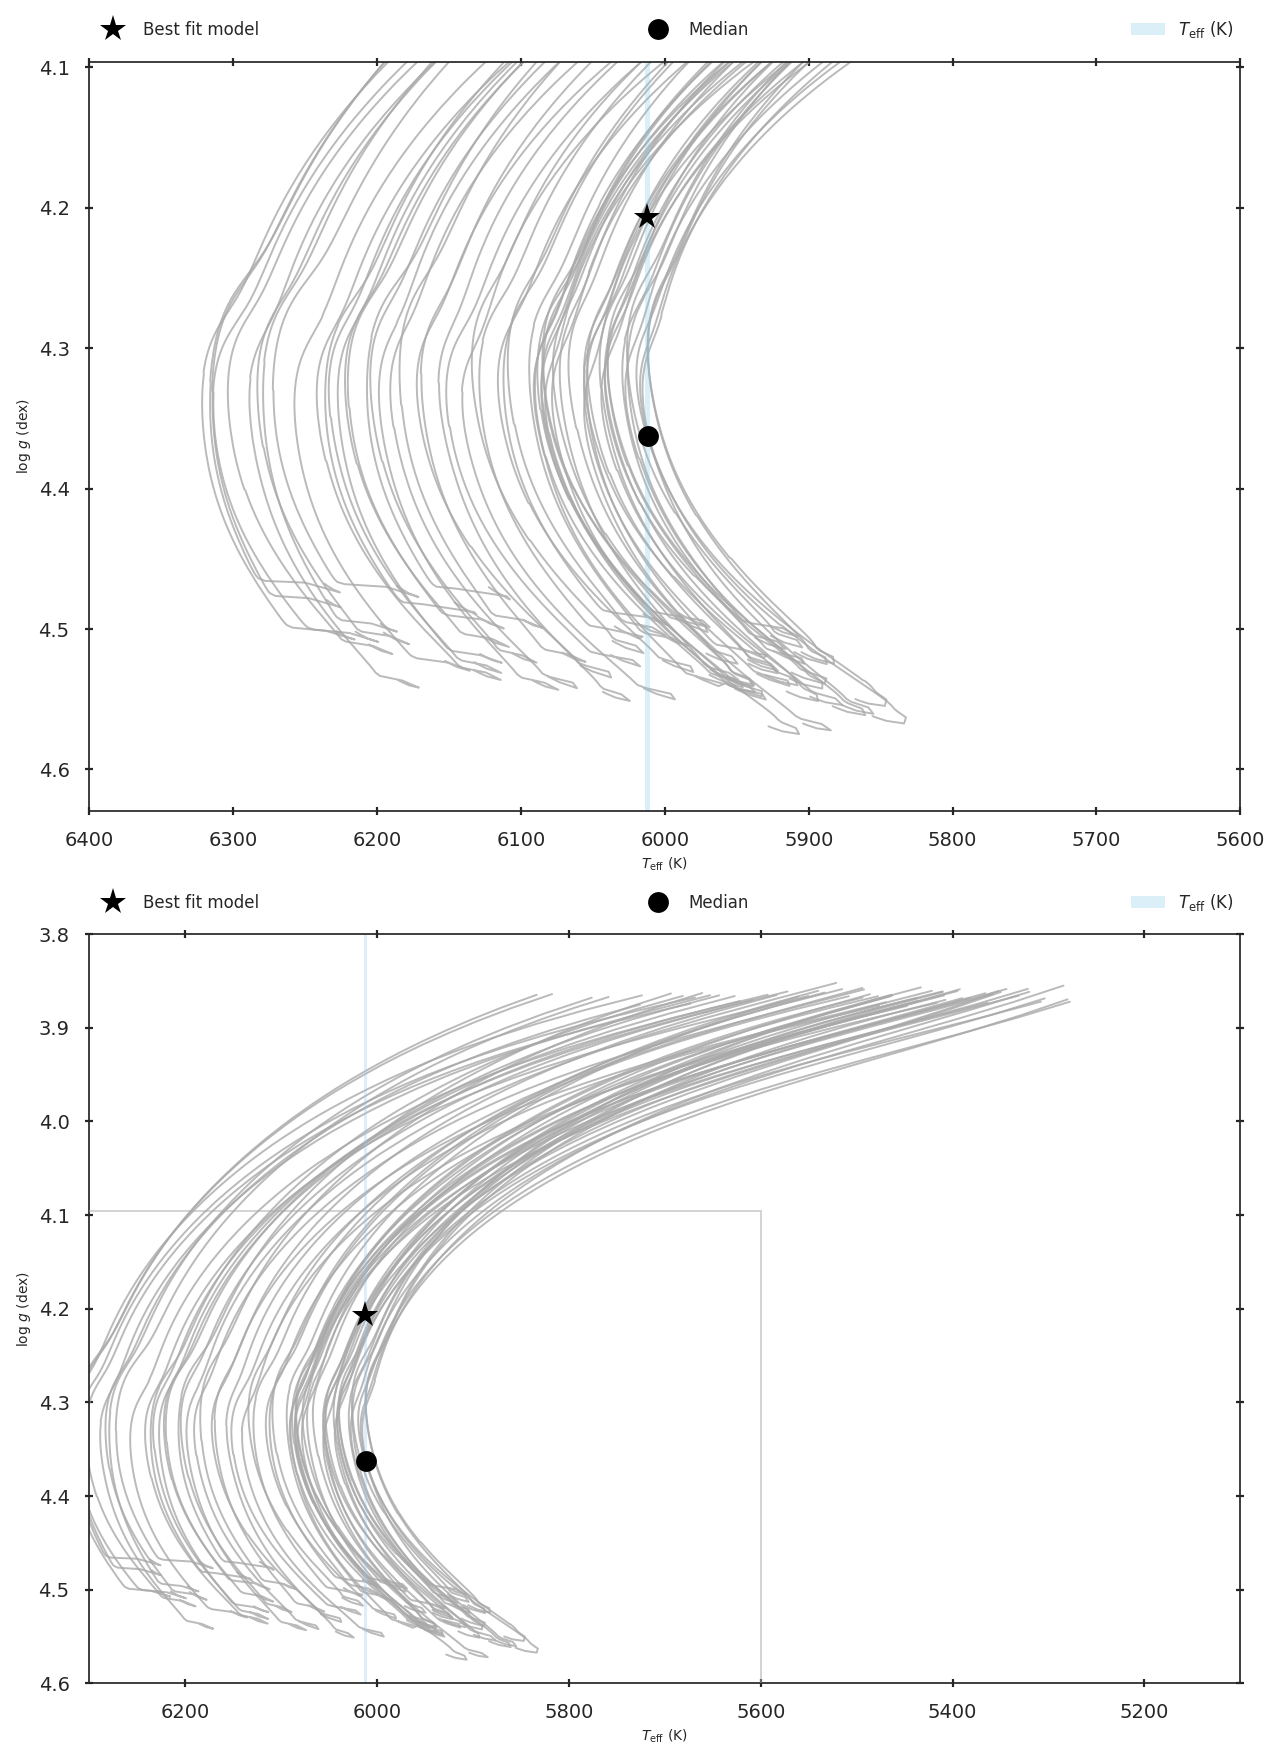 Best fit model Median T_eff (K)
4.1
4.2
4.3
4.4
4.5
4.6
log g (dex)
6400 6300 6200 6100 6000 5900 5800 5700 5600
T_eff (K)
Best fit model Median T_eff (K)
3.8
3.9
4.0
4.1
4.2
4.3
4.4
4.5
4.6
log g (dex)
6200 6000 5800 5600 5400 5200
T_eff (K)